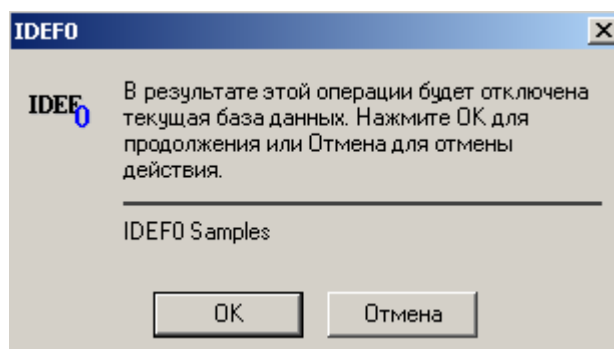 IDEF0
IDEF0
В результате этой операции будет отключена
текущая база данных. Нажмите OK для
продолжения или Отмена для отмены
действия.
IDEF0 Samples
OK
Отмена